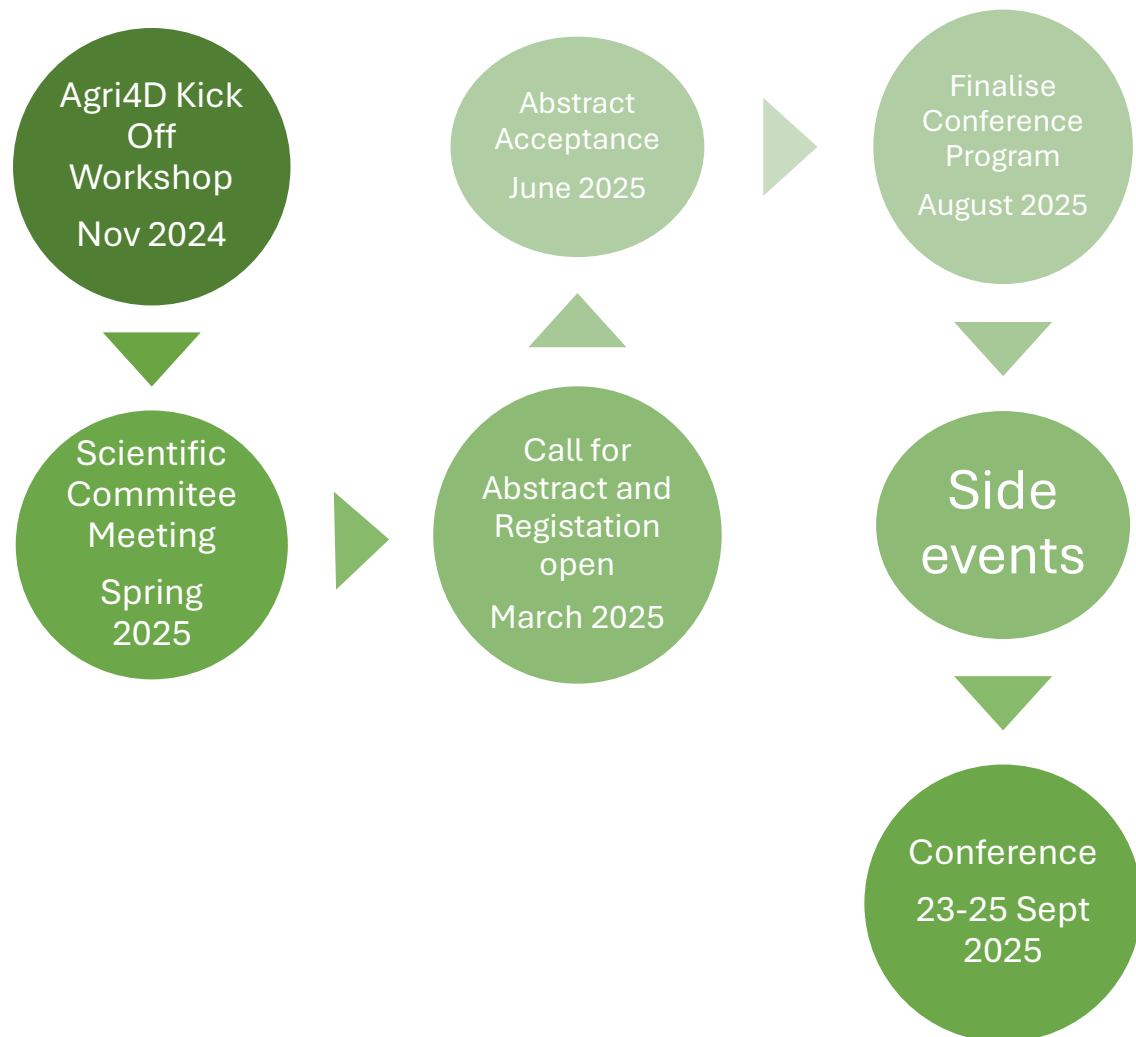 Agri4D Kick
Off
Workshop
Nov 2024
Scientific
Commitee
Meeting
Spring
2025
Call for
Abstract and
Registation
open
March 2025
Abstract
Acceptance
June 2025
Finalise
Conference
Program
August 2025
Side
events
Conference
23-25 Sept
2025